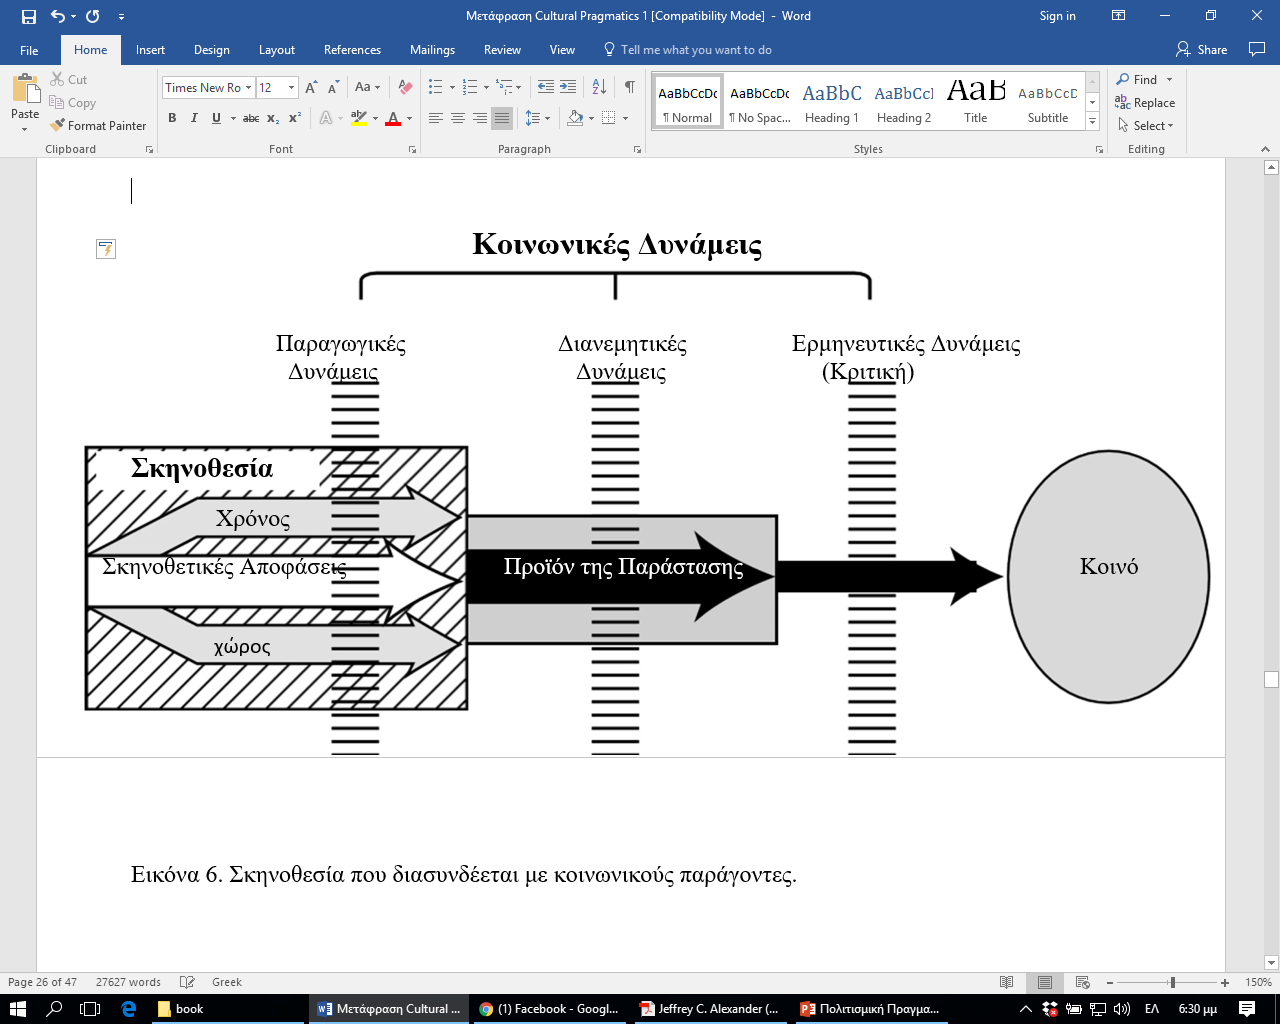 Μετάφραση Cultural Pragmatics 1 [Compatibility Mode] - Word
Sign in
File Home Insert Design Layout References Mailings Review View Tell me what you want to do Share
Paste
Cut
Copy
Format Painter
Clipboard
Times New Ro 12
Font
Paragraph
AaBbCcDc AaBbCcDc AaBbC AaBbCcI AaB AaBbCcD
¶ Normal ¶ No Spac... Heading 1 Heading 2 Title Subtitle
Styles
Find
Replace
Select
Editing
Κοινωνικές Δυνάμεις
Παραγωγικές
Δυνάμεις
Διανεμητικές
Δυνάμεις
Ερμηνευτικές Δυνάμεις
(Κριτική)
Σκηνοθεσία
Χρόνος
Σκηνοθετικές Αποφάσεις
χώρος
Προϊόν της Παράστασης
Κοινό
Εικόνα 6. Σκηνοθεσία που διασυνδέεται με κοινωνικούς παράγοντες.
Page 26 of 47 27627 words Greek 150%
book
Μετάφραση Cultural ...
(1) Facebook - Googl...
Jeffrey C. Alexander (...
Πολιτισμική Πραγμα...
ΕΛ 6:30 μμ